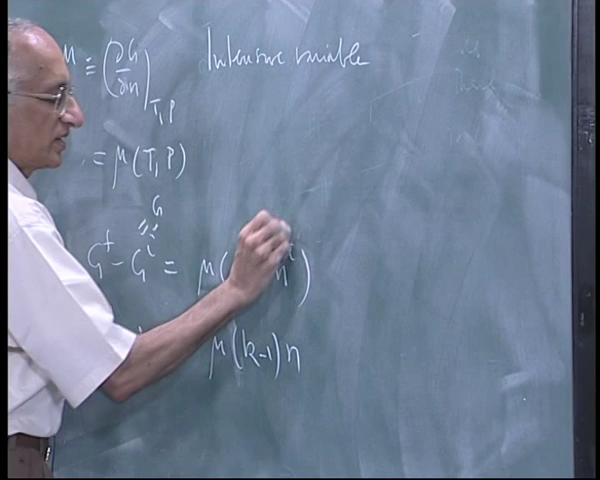 μ ≡ (∂G/∂n)_T,P Intensive variable
= μ(T, P)
G
G^f - G^i = μ( n^i)
μ(k-1)n